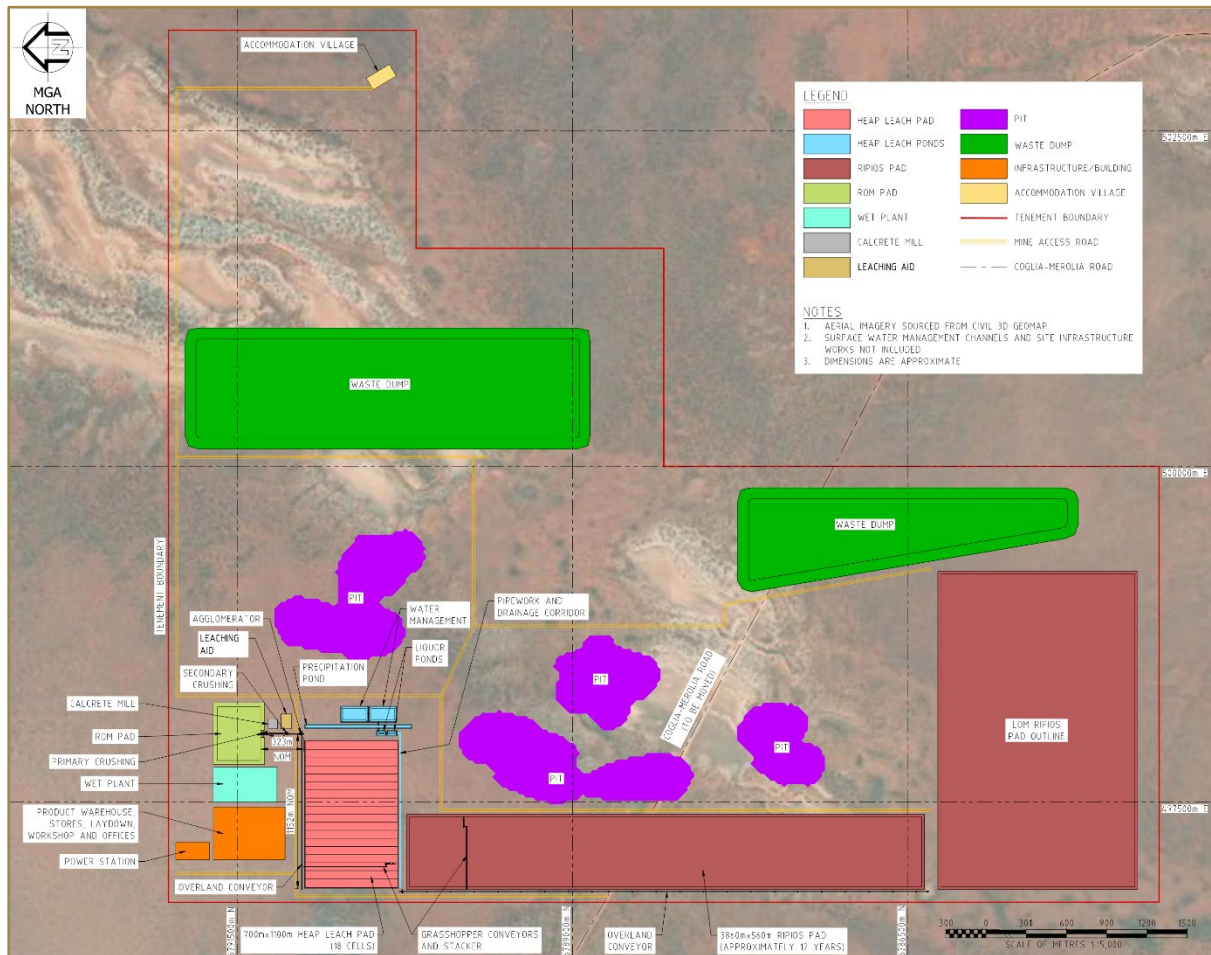 N
MGA
NORTH
ACCOMMODATION VILLAGE
LEGEND
HEAP LEACH PAD
HEAP LEACH PONDS
RIPIOS PAD
ROM PAD
WET PLANT
CALCRETE MILL
LEACHING AID
PIT
WASTE DUMP
INFRASTRUCTURE/BUILDING
ACCOMMODATION VILLAGE
TENEMENT BOUNDARY
MINE ACCESS ROAD
COGLIA-MEROLIA ROAD
NOTES
1. AERIAL IMAGERY SOURCED FROM CIVIL 3D GEOMAP
2. SURFACE WATER MANAGEMENT CHANNELS AND SITE INFRASTRUCTURE
WORKS NOT INCLUDED
3. DIMENSIONS ARE APPROXIMATE
502500m E
WASTE DUMP
500000m E
WASTE DUMP
TENEMENT BOUNDARY
PIT
AGGLOMERATOR
LEACHING
AID
SECONDARY
CRUSHING
PRECIPITATION
POND
WATER
MANAGEMENT
LIQUOR
PONDS
PIPEWORK AND
DRAINAGE CORRIDOR
PIT
COGLIA-MEROLIA ROAD
(TO BE MOVED)
PIT
PIT
LOM RIPIOS
PAD OUTLINE
CALCRETE MILL
ROM PAD
PRIMARY CRUSHING
WET PLANT
PRODUCT WAREHOUSE,
STORES, LAYDOWN,
WORKSHOP AND OFFICES
POWER STATION
OVERLAND CONVEYOR
323m
NOM
1152m NOM
497500m E
6791500m N
700mx1100m HEAP LEACH PAD
(18 CELLS)
GRASSHOPPER CONVEYORS
AND STACKER
6789000m N
OVERLAND
CONVEYOR
3860mx560m RIPIOS PAD
(APPROXIMATELY 12 YEARS)
6786500m N
300 0 300 600 900 1200 1500
SCALE OF METRES 1:15,000